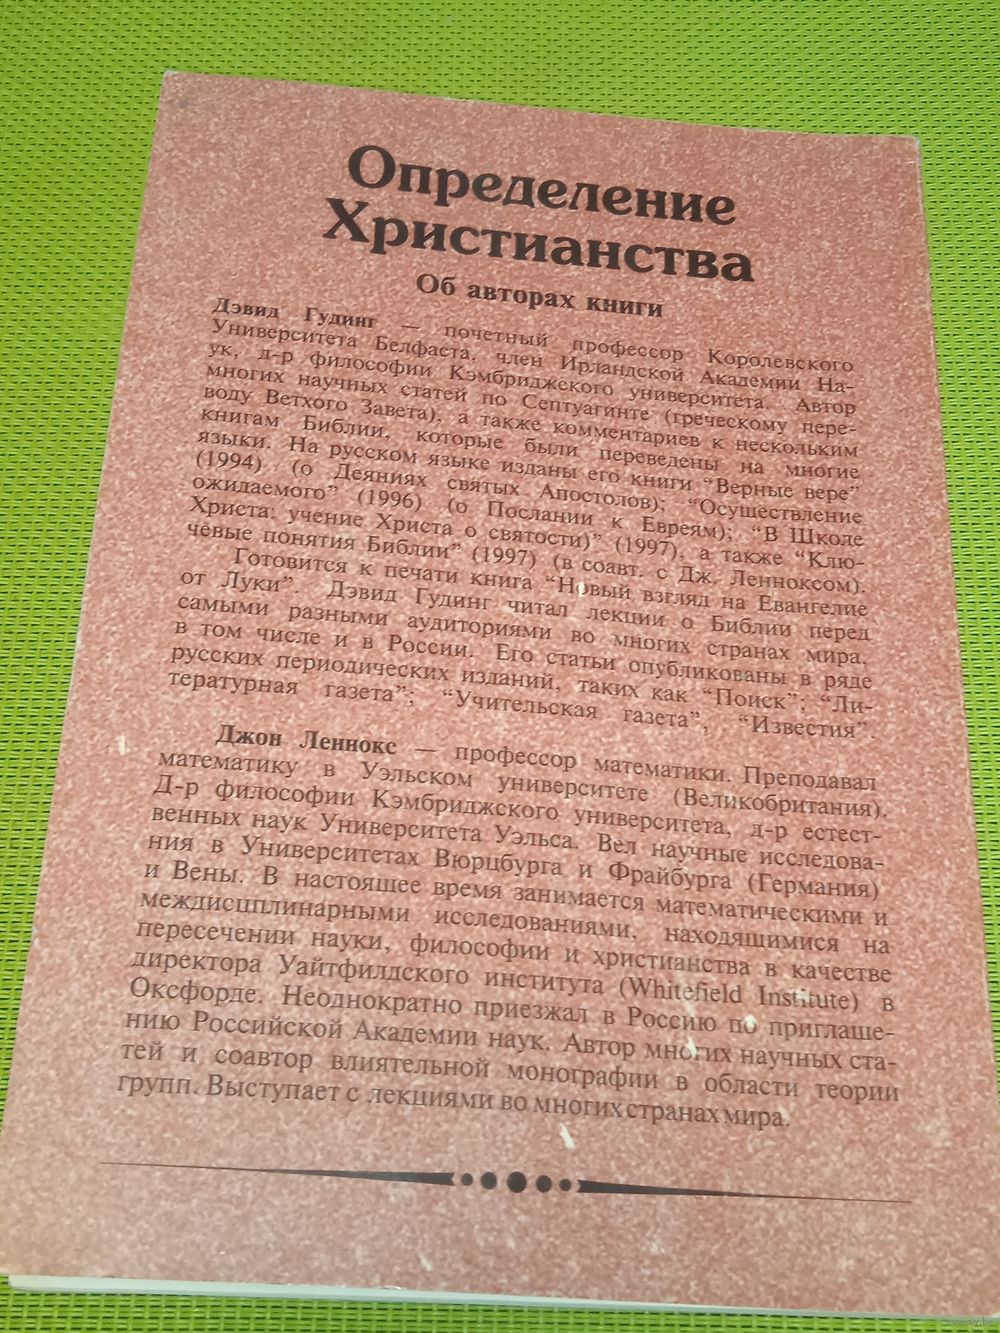 Определение
Христианства
Об авторах книги
Дэвид Гудинг — почетный профессор Королевского
Университета Белфаста, член Ирландской Академии На-
ук, д-р философии Кэмбриджского университета. Автор
многих научных статей по Септуагинте (греческому пере-
воду Ветхого Завета), а также комментариев к нескольким
книгам Библии, которые были переведены на многие
языки. На русском языке изданы его книги “Верные вере”
(1994) (о Деяниях святых Апостолов); “Осуществление
ожидаемого” (1996) (о Послании к Евреям); “В Школе
Христа: учение Христа о святости)” (1997), а также “Клю-
чевые понятия Библии” (1997) (в соавт. с Дж. Ленноксом).
Готовится к печати книга “Новый взгляд на Евангелие
от Луки”. Дэвид Гудинг читал лекции о Библии перед
самыми разными аудиториями во многих странах мира,
в том числе и в России. Его статьи опубликованы в ряде
русских периодических изданий, таких как “Поиск”; “Ли-
тературная газета”; “Учительская газета”, “Известия”.
Джон Леннокс — профессор математики. Преподавал
математику в Уэльском университете (Великобритания).
Д-р философии Кэмбриджского университета, д-р естест-
венных наук Университета Уэльса. Вел научные исследова-
ния в Университетах Вюрцбурга и Фрайбурга (Германия)
и Вены. В настоящее время занимается математическими и
междисциплинарными исследованиями, находящимися на
пересечении науки, философии и христианства в качестве
директора Уайтфилдского института (Whitefield Institute) в
Оксфорде. Неоднократно приезжал в Россию по приглаше-
нию Российской Академии наук. Автор многих научных ста-
тей и соавтор влиятельной монографии в области теории
групп. Выступает с лекциями во многих странах мира.